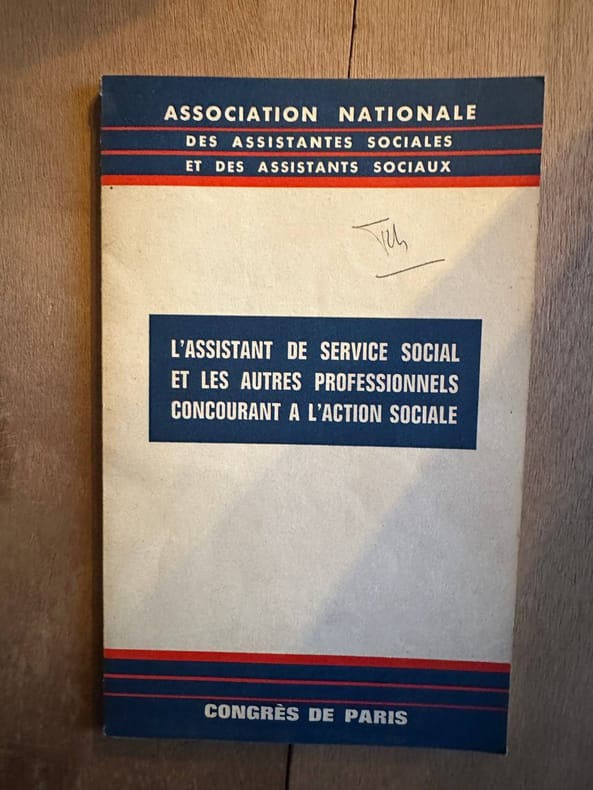 ASSOCIATION NATIONALE
DES ASSISTANTES SOCIALES
ET DES ASSISTANTS SOCIAUX
L'ASSISTANT DE SERVICE SOCIAL
ET LES AUTRES PROFESSIONNELS
CONCOURANT A L'ACTION SOCIALE
CONGRÈS DE PARIS